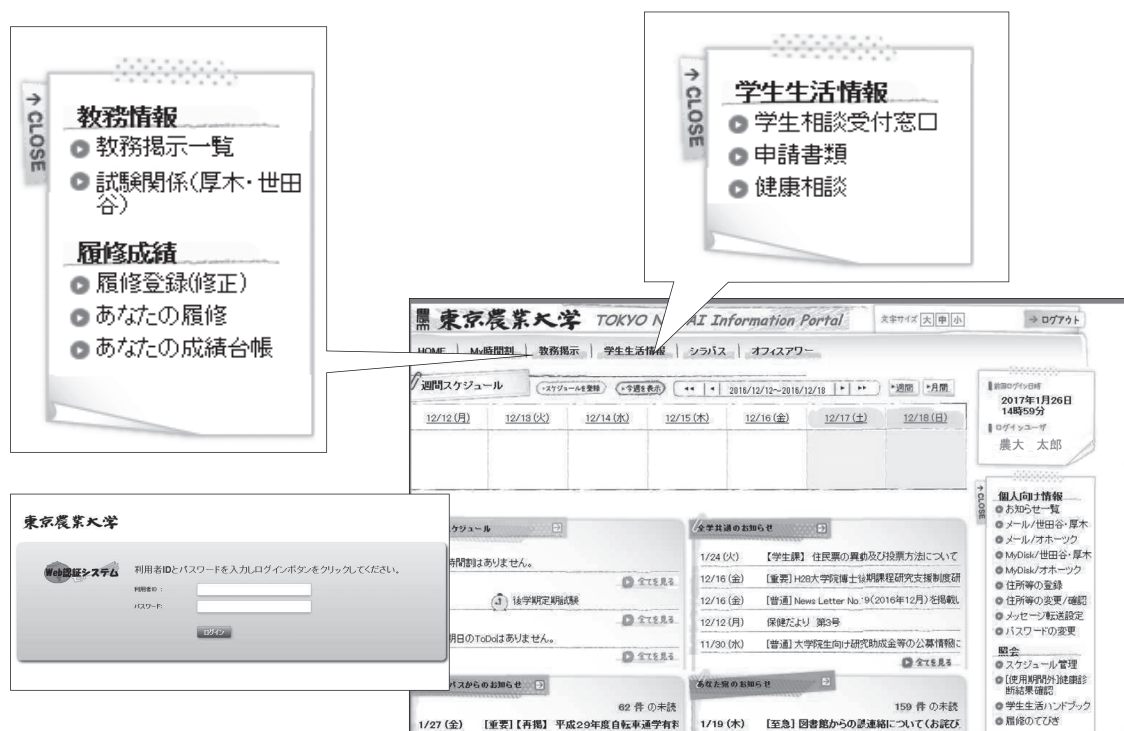 → CLOSE
教務情報
教務掲示一覧
試験関係(厚木・世田
谷)
履修成績
履修登録(修正)
あなたの履修
あなたの成績台帳
→ CLOSE
学生生活情報
学生相談受付窓口
申請書類
健康相談
東京農業大学
TOKYO N
AI Information Portal
文字サイズ 大 中 小
→ ログアウト
HOME
My時間割
教務掲示
学生生活情報
シラバス
オフィスアワー
週間スケジュール
スケジュールを登録
今週を表示
2016/12/12~2016/12/18
週間
月間
12/12(月)
12/13(火)
12/14(水)
12/15(木)
12/16(金)
12/17(土)
12/18(日)
前回ログイン日時
2017年1月26日
14時59分
ログインユーザ
農大 太郎
→ CLOSE
個人向け情報
お知らせ一覧
メール/世田谷・厚木
メール/オホーツク
MyDisk/世田谷・厚木
MyDisk/オホーツク
住所等の登録
住所等の変更/確認
メッセージ転送設定
パスワードの変更
照会
スケジュール管理
[使用期間外]健康診
断結果確認
学生生活ハンドブック
履修のてびき
東京農業大学
Web認証システム
利用者IDとパスワードを入力しログインボタンをクリックしてください。
利用者ID:
パスワード:
ログイン
ケジュール
時間割はありません。
全てを見る
後学期定期試験
全てを見る
明日のToDoはありません。
全てを見る
パスからのお知らせ
62 件 の未読
1/27 (金) [重要]【再掲】 平成29年度自転車通学有料
全学共通のお知らせ
1/24 (火) 【学生課】 住民票の異動及び投票方法について
12/16 (金) [重要] H28大学院博士後期課程研究支援制度研
12/16 (金) [普通] News Letter No.9(2016年12月)を掲載し
12/12 (月) 保健だより 第3号
11/30 (水) [普通] 大学院生向け研究助成金等の公募情報に
全てを見る
あなた宛のお知らせ
159 件 の未読
1/19 (木) [至急] 図書館からの誤連絡について(お詫び